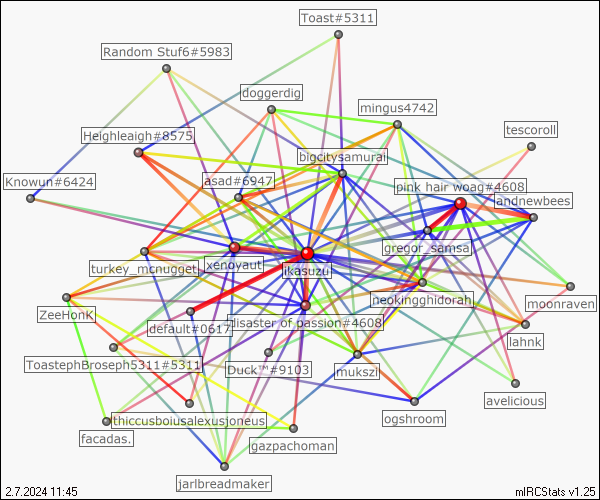 Toast#5311
Random Stuf6#5983
doggerdig
mingus4742
Heighleaigh#8575
tescoroll
bigcitysamurai
Knowun#6424
asad#6947
pink hair woag#4608
landnewbees
gregor_samsa
xenovaut
turkey_mcnugget
ikasuzu
ZeeHonK
neokingghidorah
moonraven
default#0617
disaster of passion#4608
lahnk
ToastephBroseph5311#5311
Duck™#9103
mukszi
avelicious
thiccusboiusalexusjoneus
ogshroom
facadas.
gazpachoman
jarlbreadmaker
2.7.2024 11:45
mIRCStats v1.25